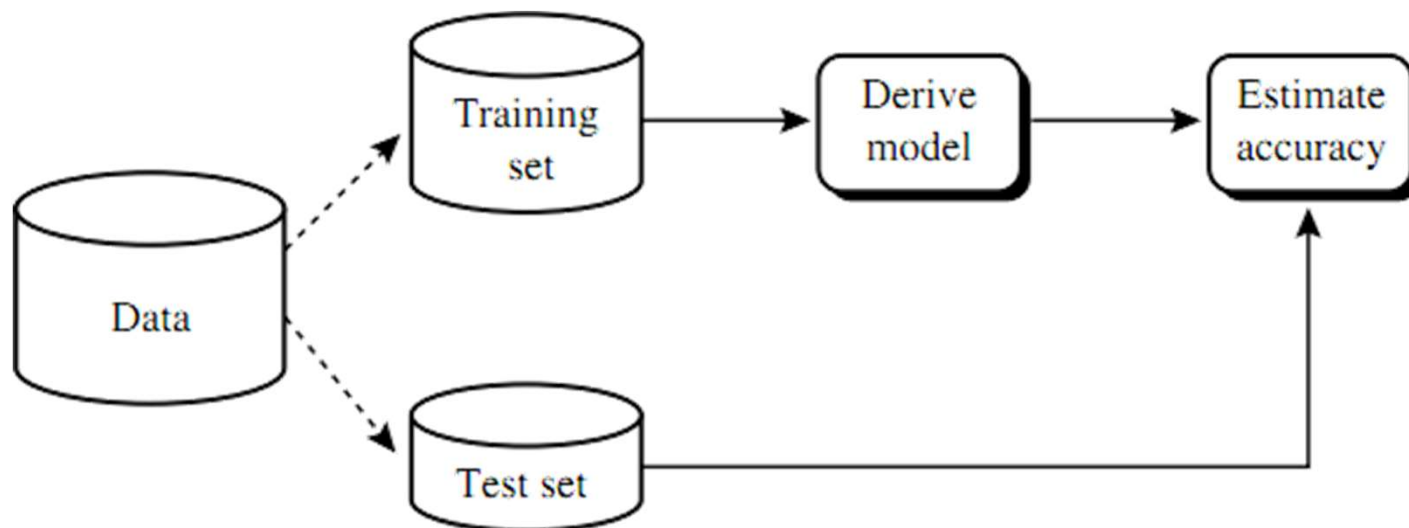 Training
set
Derive
model
Estimate
accuracy
Data
Test set